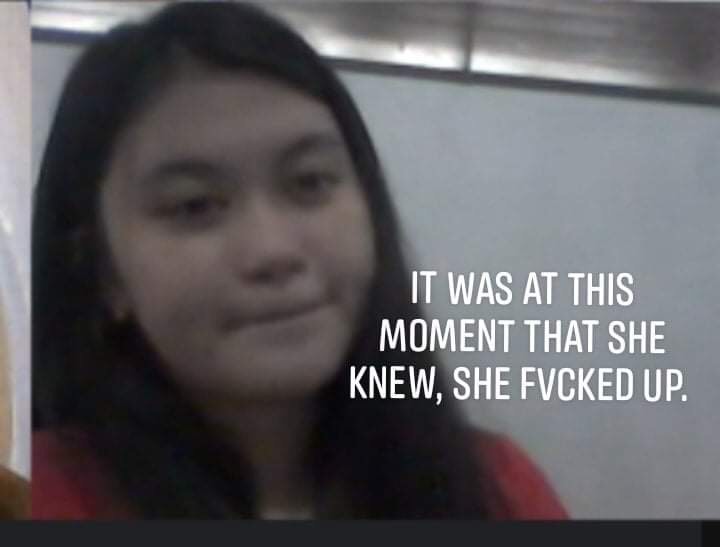 IT WAS AT THIS
MOMENT THAT SHE
KNEW, SHE FVCKED UP.